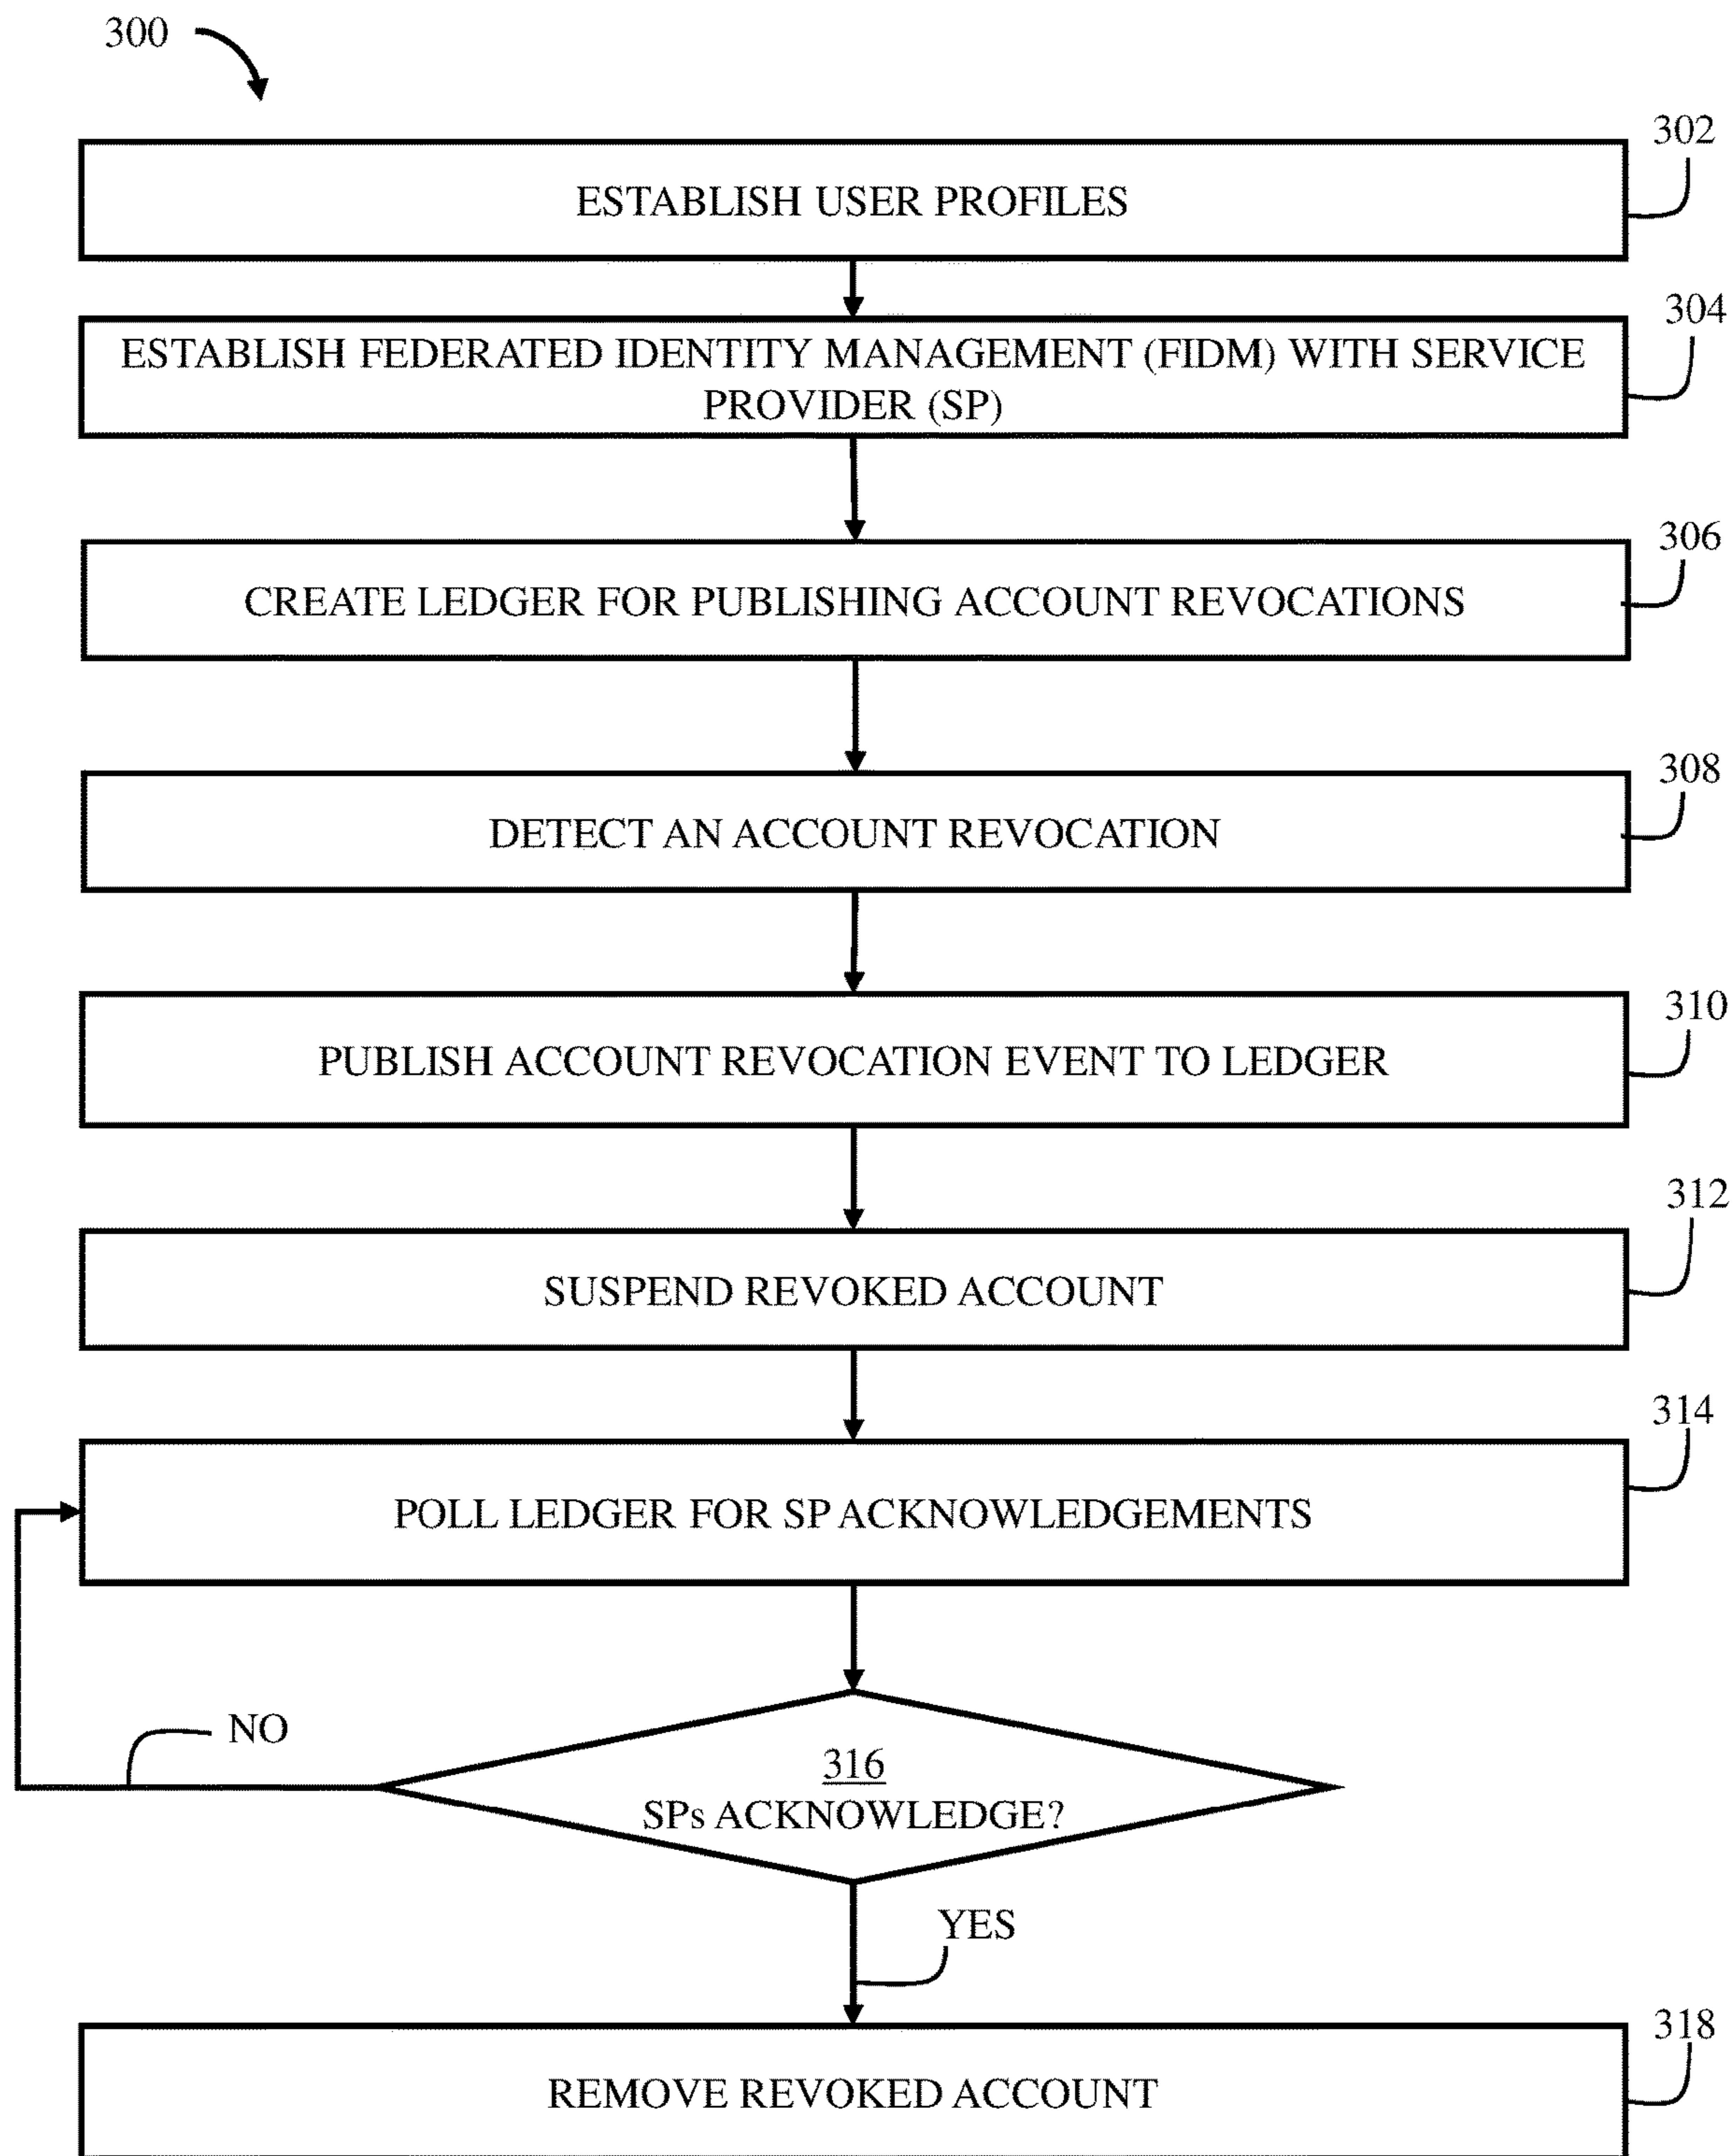 300
302
ESTABLISH USER PROFILES
304
ESTABLISH FEDERATED IDENTITY MANAGEMENT (FIDM) WITH SERVICE
PROVIDER (SP)
306
CREATE LEDGER FOR PUBLISHING ACCOUNT REVOCATIONS
308
DETECT AN ACCOUNT REVOCATION
310
PUBLISH ACCOUNT REVOCATION EVENT TO LEDGER
312
SUSPEND REVOKED ACCOUNT
314
POLL LEDGER FOR SP ACKNOWLEDGEMENTS
NO
316
SPs ACKNOWLEDGE?
YES
318
REMOVE REVOKED ACCOUNT